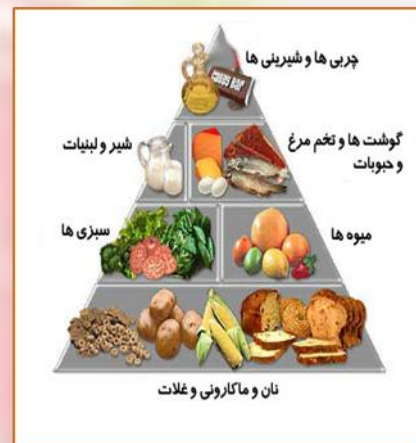 چربی ها و شیرینی ها
گوشت ها و تخم مرغ
و حبوبات
شیر و لبنیات
میوه ها
سبزی ها
نان و ماکارونی و غلات